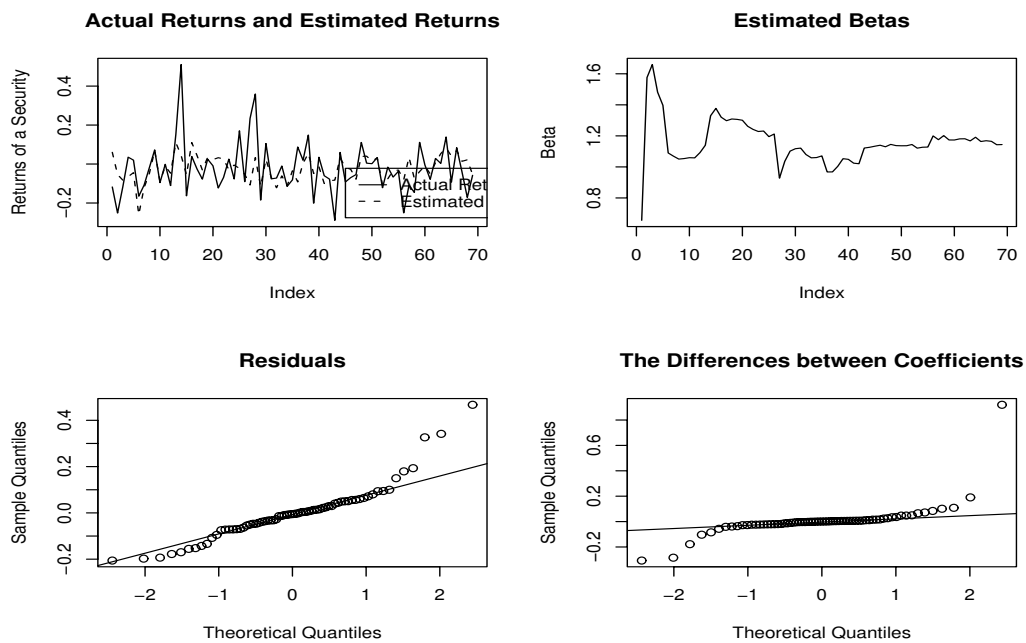 Actual Returns and Estimated Returns
Returns of a Security
−0.2 0.2 0.4
Actual Ret
Estimated
0 10 20 30 40 50 60 70
Index
Estimated Betas
Beta
0.8 1.2 1.6
0 10 20 30 40 50 60 70
Index
Residuals
Sample Quantiles
−0.2 0.0 0.2 0.4
−2 −1 0 1 2
Theoretical Quantiles
The Differences between Coefficients
Sample Quantiles
−0.2 0.2 0.6
−2 −1 0 1 2
Theoretical Quantiles